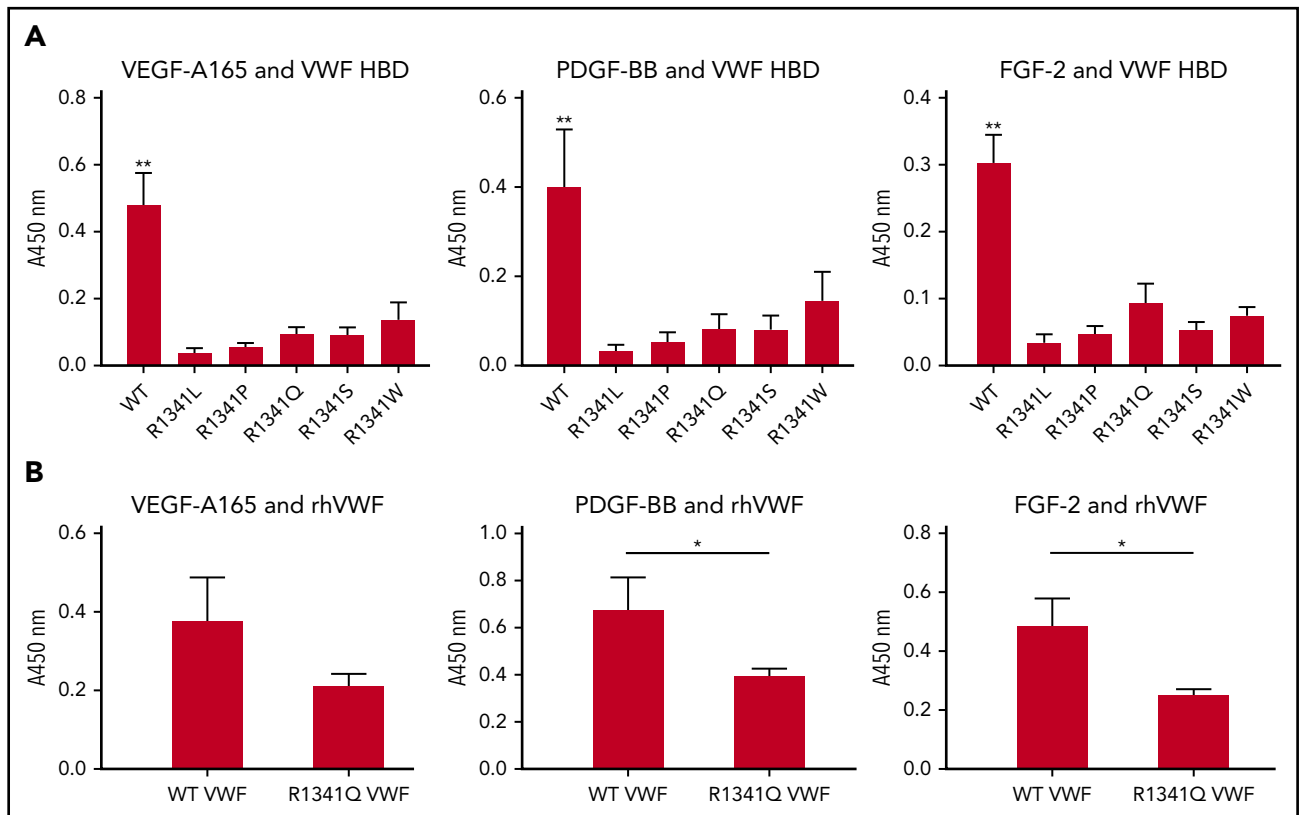 A
VEGF-A165 and VWF HBD
0.8
0.6
0.4
0.2
0.0
A450 nm
**
WT
R1341L
R1341P
R1341Q
R1341S
R1341W
PDGF-BB and VWF HBD
0.6
0.4
0.2
0.0
A450 nm
**
WT
R1341L
R1341P
R1341Q
R1341S
R1341W
FGF-2 and VWF HBD
0.4
0.3
0.2
0.1
0.0
A450 nm
**
WT
R1341L
R1341P
R1341Q
R1341S
R1341W
B
VEGF-A165 and rhVWF
0.6
0.4
0.2
0.0
A450 nm
WT VWF
R1341Q VWF
PDGF-BB and rhVWF
1.0
0.8
0.6
0.4
0.2
0.0
A450 nm
*
WT VWF
R1341Q VWF
FGF-2 and rhVWF
0.8
0.6
0.4
0.2
0.0
A450 nm
*
WT VWF
R1341Q VWF